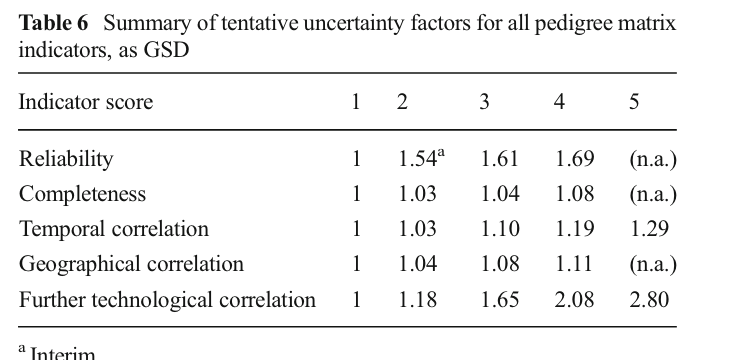 Table 6 Summary of tentative uncertainty factors for all pedigree matrix
indicators, as GSD
Indicator score 1 2 3 4 5
Reliability 1 1.54a 1.61 1.69 (n.a.)
Completeness 1 1.03 1.04 1.08 (n.a.)
Temporal correlation 1 1.03 1.10 1.19 1.29
Geographical correlation 1 1.04 1.08 1.11 (n.a.)
Further technological correlation 1 1.18 1.65 2.08 2.80
a Interim